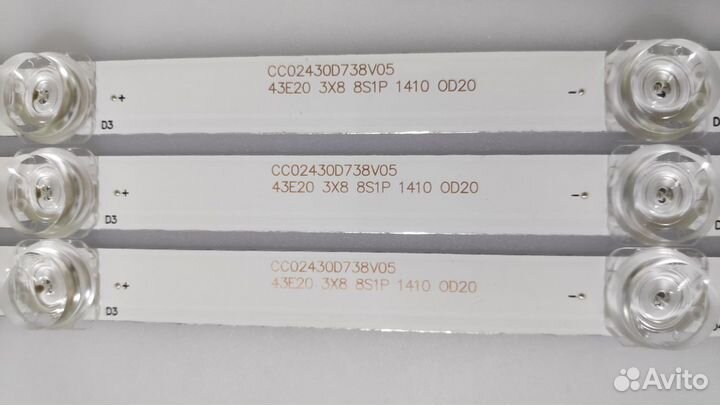 CC02430D738V05
43E20 3X8 8S1P 1410 OD20
+
-
D3
CC02430D738V05
43E20 3X8 8S1P 1410 OD20
+
-
D3
CC02430D738V05
43E20 3X8 8S1P 1410 OD20
+
-
D3
Avito